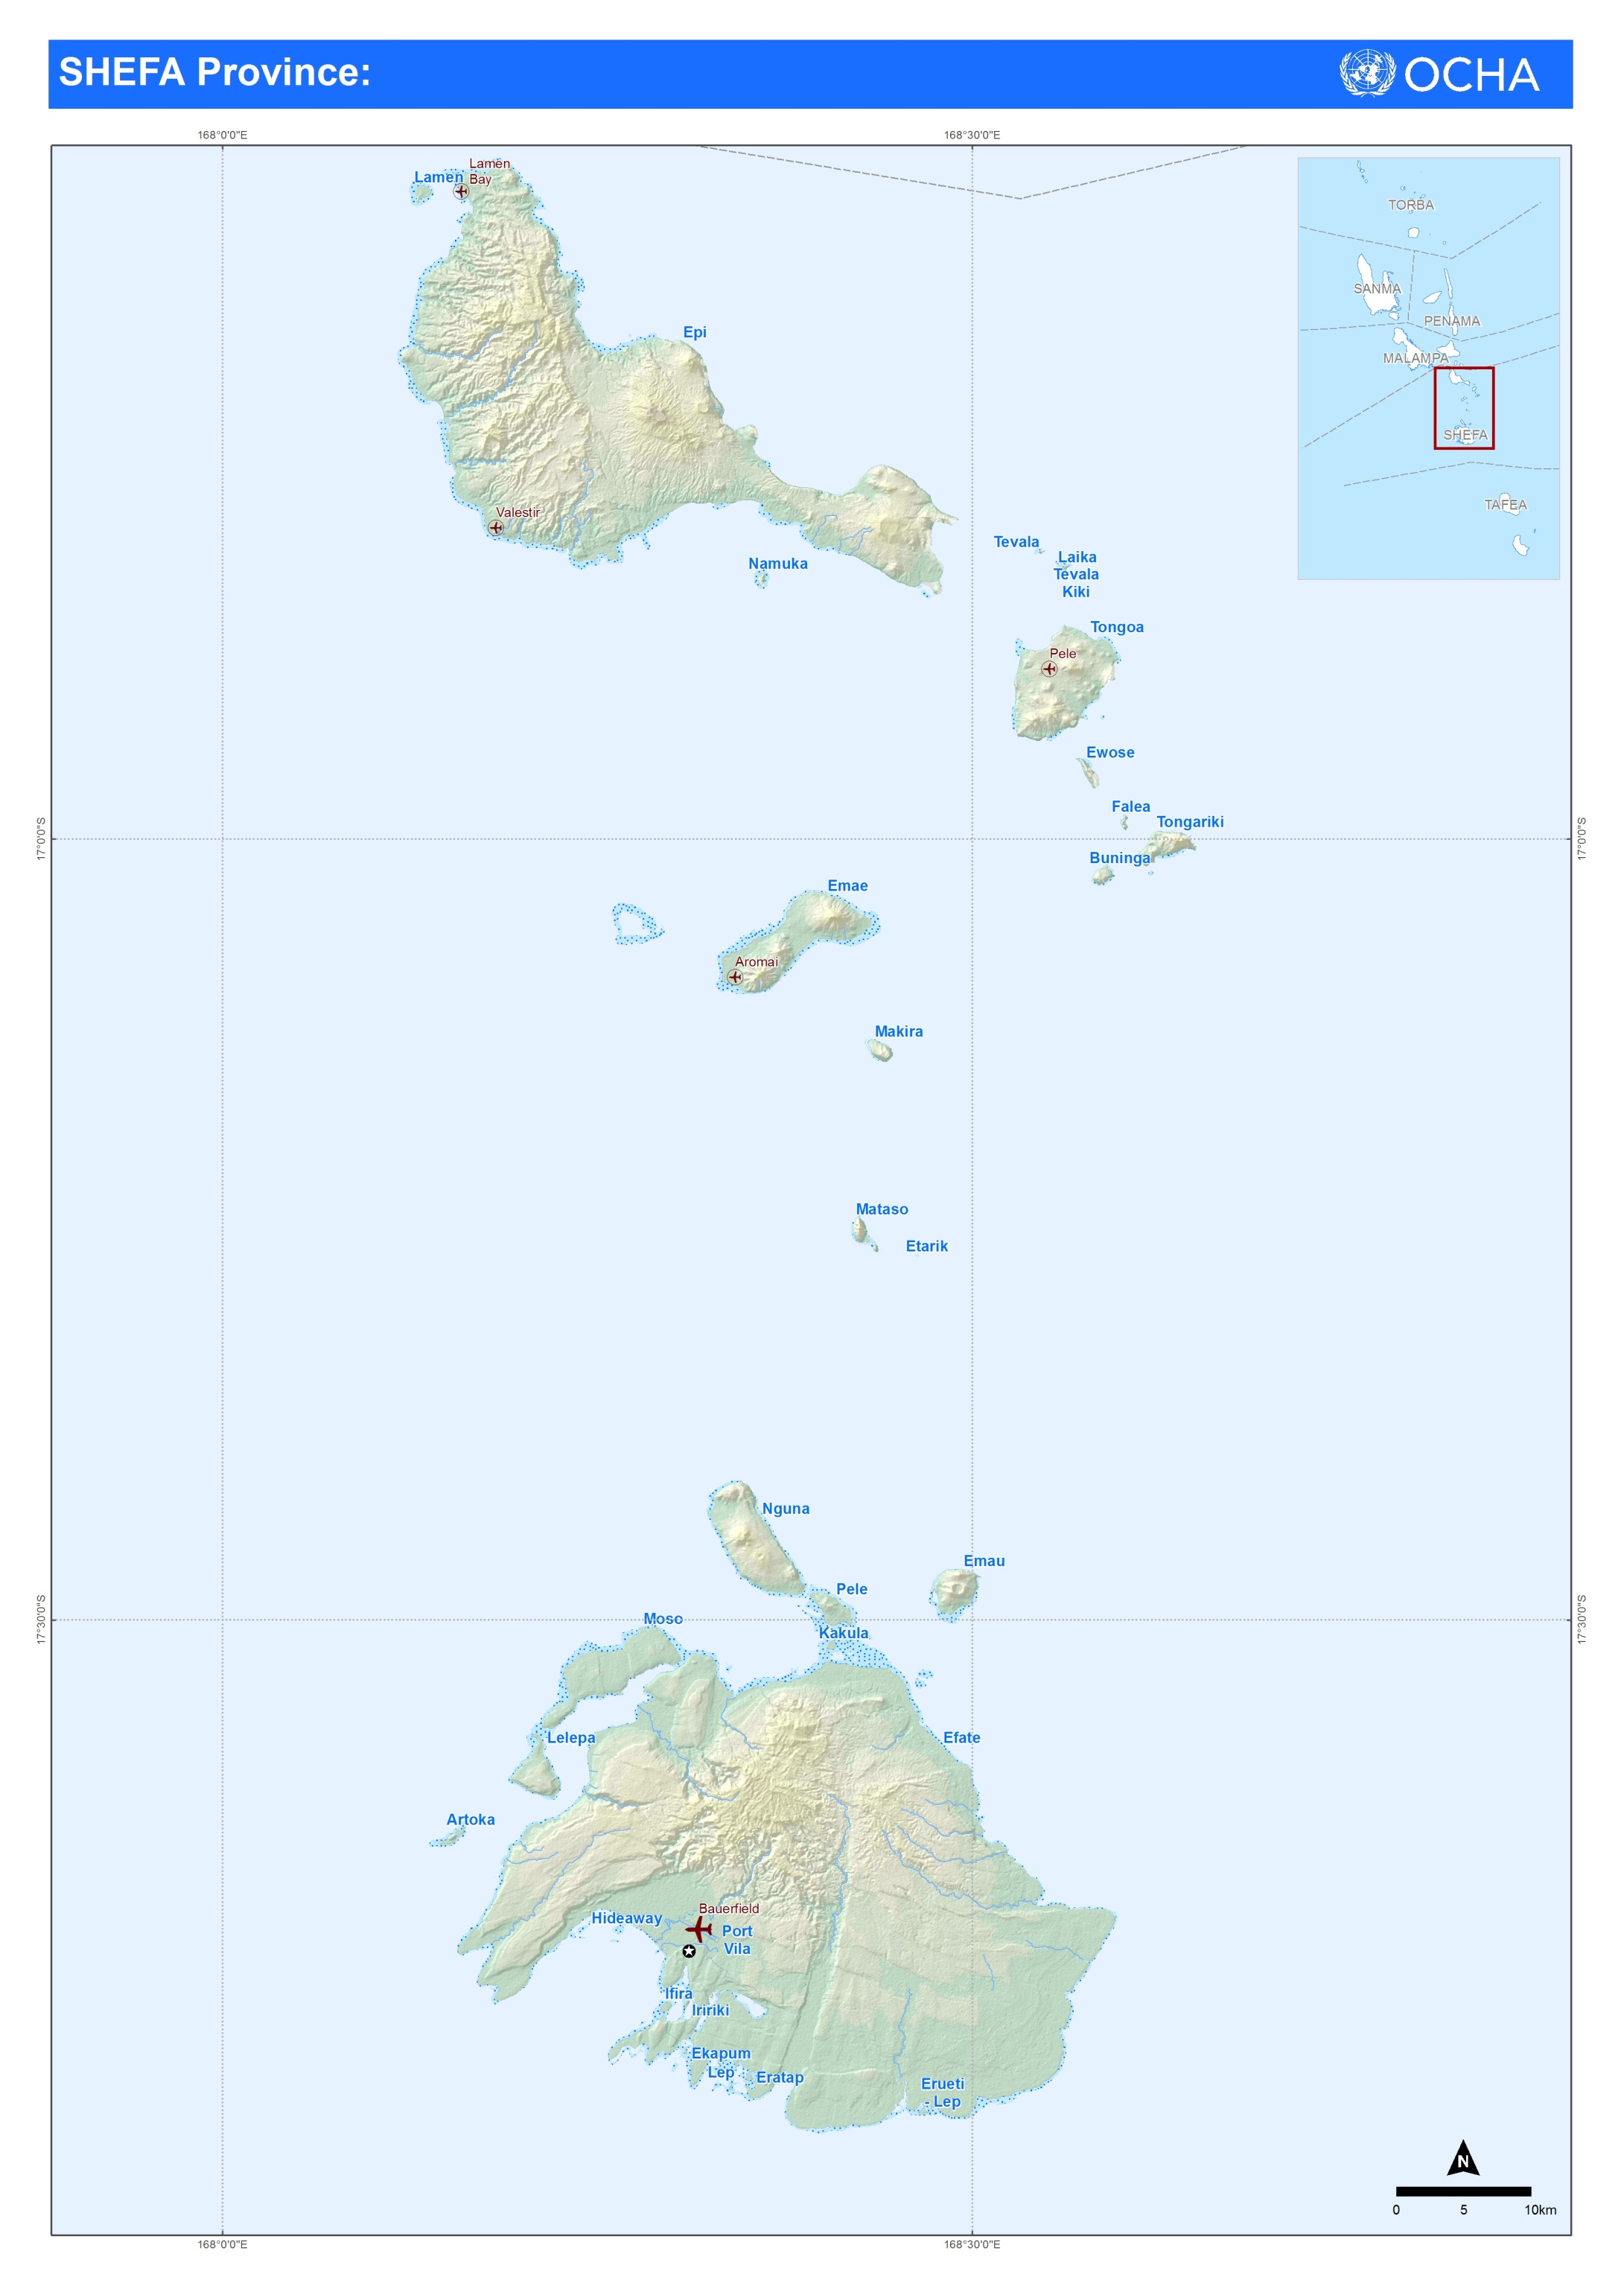 SHEFA Province:
OCHA
168°0'0"E
168°30'0"E
Lamen
Lamen
Bay
Epi
Valestir
Namuka
Tevala
Laika
Tevala
Kiki
Tongoa
Pele
Ewose
Falea
Tongariki
Buninga
17°0'0"S
17°0'0"S
Emae
Aromai
Makira
Mataso
Etarik
Nguna
Emau
Pele
17°30'0"S
17°30'0"S
Moso
Kakula
Lelepa
Efate
Artoka
Bauerfield
Hideaway
Port
Vila
Ifira
Iririki
Ekapum
Lep
Eratap
Erueti
- Lep
TORBA
SANMA
PENAMA
MALAMPA
SHEFA
TAFEA
N
0
5
10km
168°0'0"E
168°30'0"E